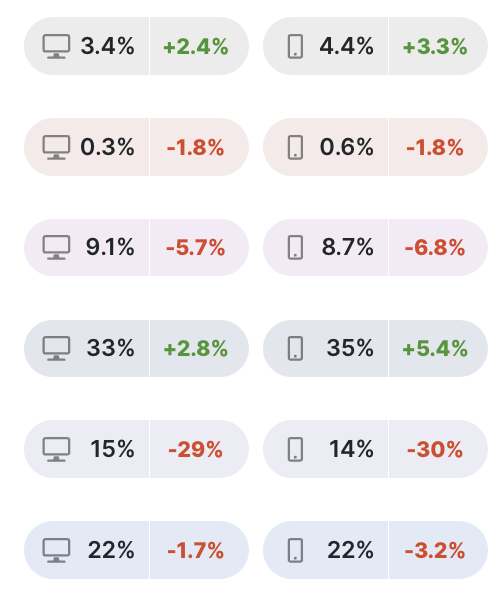 3.4% +2.4% 4.4% +3.3%
0.3% -1.8% 0.6% -1.8%
9.1% -5.7% 8.7% -6.8%
33% +2.8% 35% +5.4%
15% -29% 14% -30%
22% -1.7% 22% -3.2%